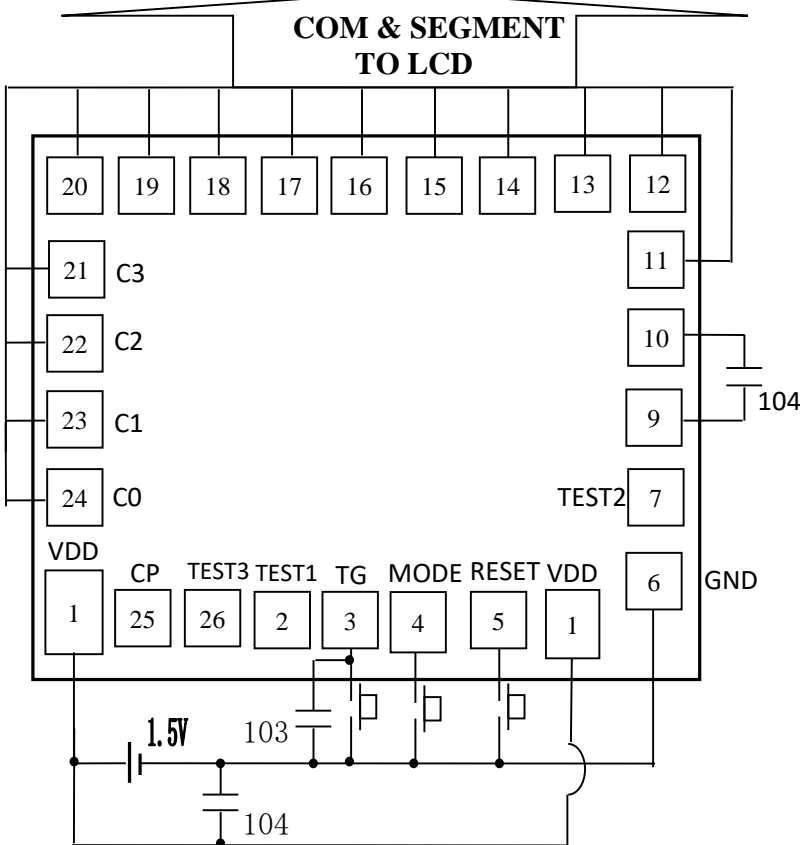 COM & SEGMENT
TO LCD
20 19 18 17 16 15 14 13 12
21 C3 11
22 C2 10
104
23 C1 9
24 C0 TEST2 7
VDD CP TEST3 TEST1 TG MODE RESET VDD
1 25 26 2 3 4 5 1 6 GND
1.5V 103
104